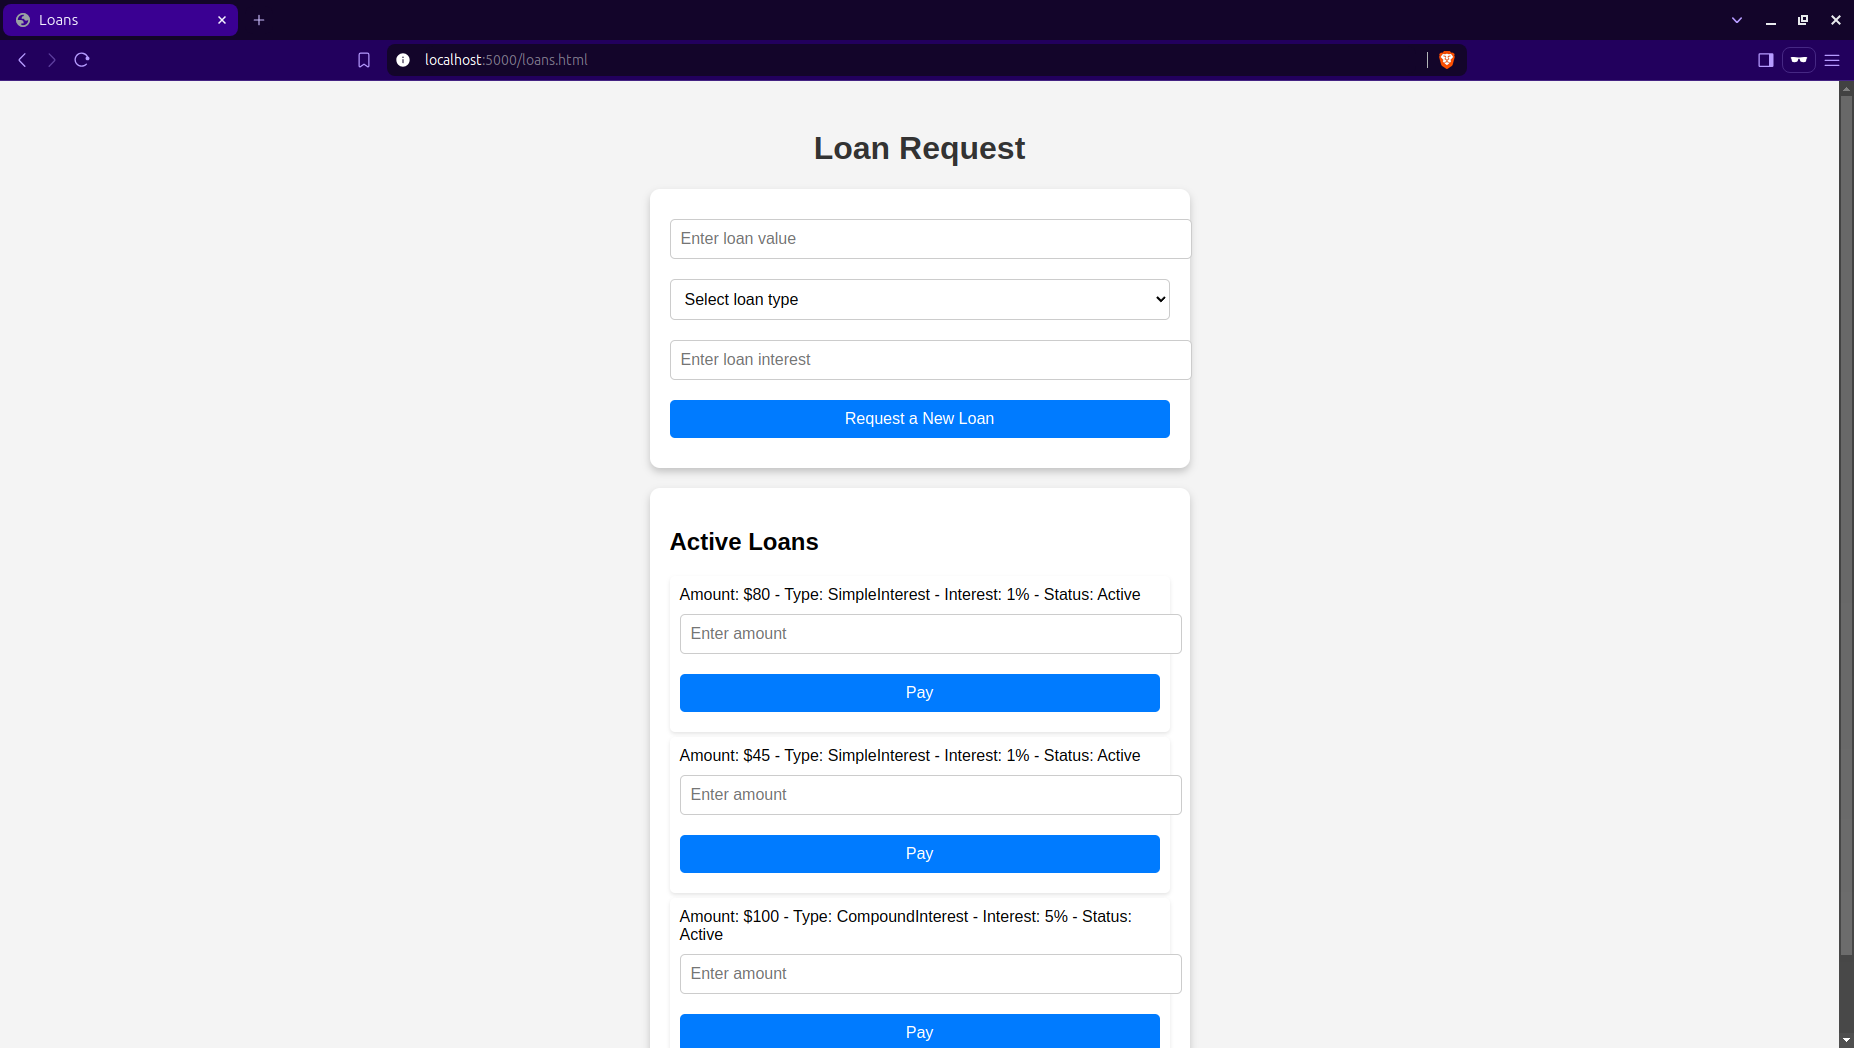 Loans
localhost:5000/loans.html
Loan Request
Enter loan value
Select loan type
Enter loan interest
Request a New Loan
Active Loans
Amount: $80 - Type: SimpleInterest - Interest: 1% - Status: Active
Enter amount
Pay
Amount: $45 - Type: SimpleInterest - Interest: 1% - Status: Active
Enter amount
Pay
Amount: $100 - Type: CompoundInterest - Interest: 5% - Status:
Active
Enter amount
Pay